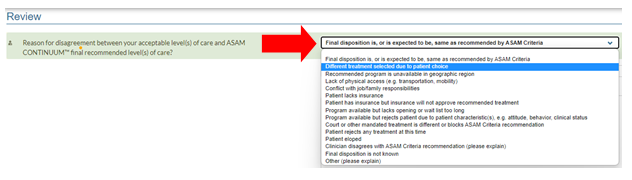 Review
Reason for disagreement between your acceptable level(s) of care and ASAM
CONTINUUM™ final recommended level(s) of care?
Final disposition is, or is expected to be, same as recommended by ASAM Criteria
Final disposition is, or is expected to be, same as recommended by ASAM Criteria
Different treatment selected due to patient choice
Recommended program is unavailable in geographic region
Lack of physical access (e.g. transportation, mobility)
Conflict with job/family responsibilities
Patient lacks insurance
Patient has insurance but insurance will not approve recommended treatment
Program available but lacks opening or wait list too long
Program available but rejects patient due to patient characteristic(s), e.g. attitude, behavior, clinical status
Court or other mandated treatment is different or blocks ASAM Criteria recommendation
Patient rejects any treatment at this time
Patient eloped
Clinician disagrees with ASAM Criteria recommendation (please explain)
Final disposition is not known
Other (please explain)